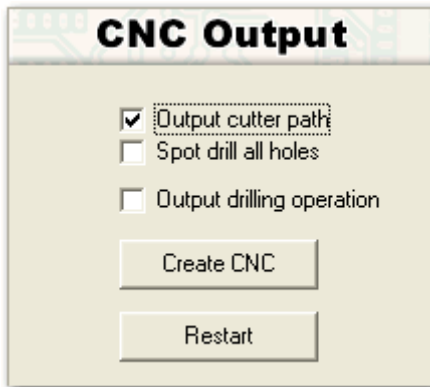 CNC Output
Output cutter path
Spot drill all holes
Output drilling operation
Create CNC
Restart